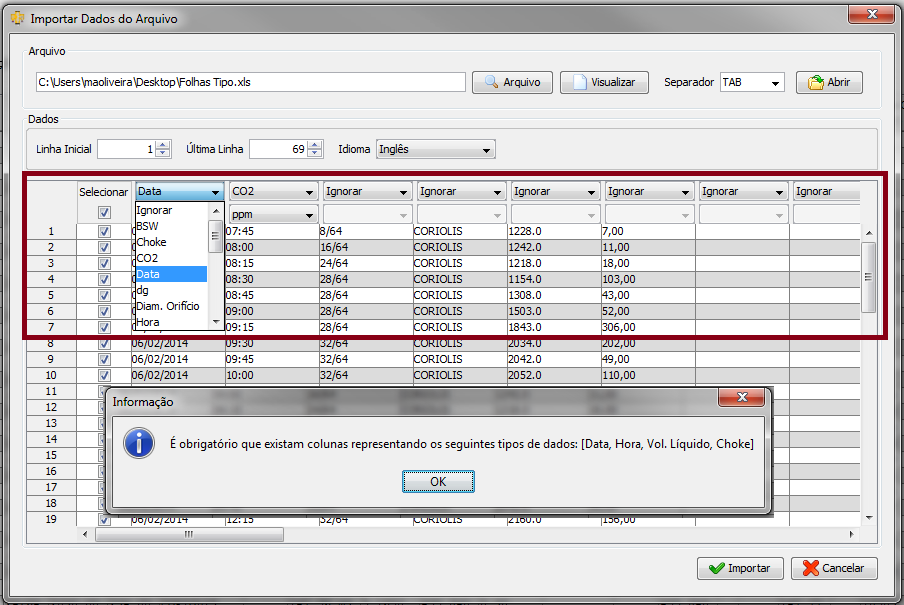 Importar Dados do Arquivo
Arquivo
C:\Users\maoliveira\Desktop\Folhas Tipo.xls Arquivo Visualizar Separador TAB Abrir
Dados
Linha Inicial 1 Última Linha 69 Idioma Inglês
Selecionar Data CO2 Ignorar Ignorar Ignorar Ignorar Ignorar Ignorar
ppm
Ignorar
BSW
Choke
CO2
Data
dg
Diam. Orifício
Hora
1 07:45 8/64 CORIOLIS 1228.0 7,00
2 08:00 16/64 CORIOLIS 1242.0 11,00
3 08:15 24/64 CORIOLIS 1218.0 18,00
4 08:30 28/64 CORIOLIS 1154.0 103,00
5 08:45 28/64 CORIOLIS 1308.0 43,00
6 09:00 28/64 CORIOLIS 1503.0 52,00
7 09:15 28/64 CORIOLIS 1843.0 306,00
8 06/02/2014 09:30 32/64 CORIOLIS 2034.0 202,00
9 06/02/2014 09:45 32/64 CORIOLIS 2042.0 49,00
10 06/02/2014 10:00 32/64 CORIOLIS 2052.0 110,00
11
12
13
14
15
16
17
18
19 06/02/2014 12:15 32/64 CORIOLIS 2160.0 156,00
Informação
É obrigatório que existam colunas representando os seguintes tipos de dados: [Data, Hora, Vol. Líquido, Choke]
OK
Importar Cancelar